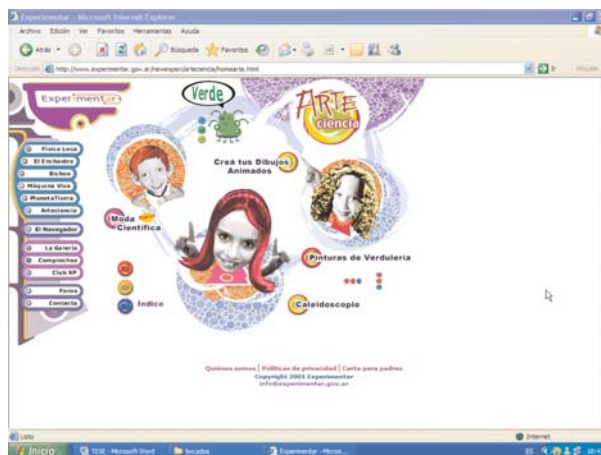 Experimentar - Microsoft Internet Explorer
Archivo Edición Ver Favoritos Herramientas Ayuda
Atrás Búsqueda Favoritos
Dirección http://www.experimentar.gov.ar/newexperi/arteciencia/homearte.html Ir
Experimentar
Verde
ARTE
ciencia
Física Loca
El Enchastre
Bichos
Máquina Viva
PlanetaTierra
Arteciencia
El Navegador
La Galería
Compinches
Club XP
Foros
Contacto
Creá tus Dibujos
Animados
Moda
Científica
Pinturas de Verdulería
Índice
Caleidoscopio
Quiénes somos | Políticas de privacidad | Carta para padres
Copyright 2001 Experimentar
info@experimentar.gov.ar
Listo Internet
Inicio TESE - Microsoft Word bocados Experimentar - Micros... ES